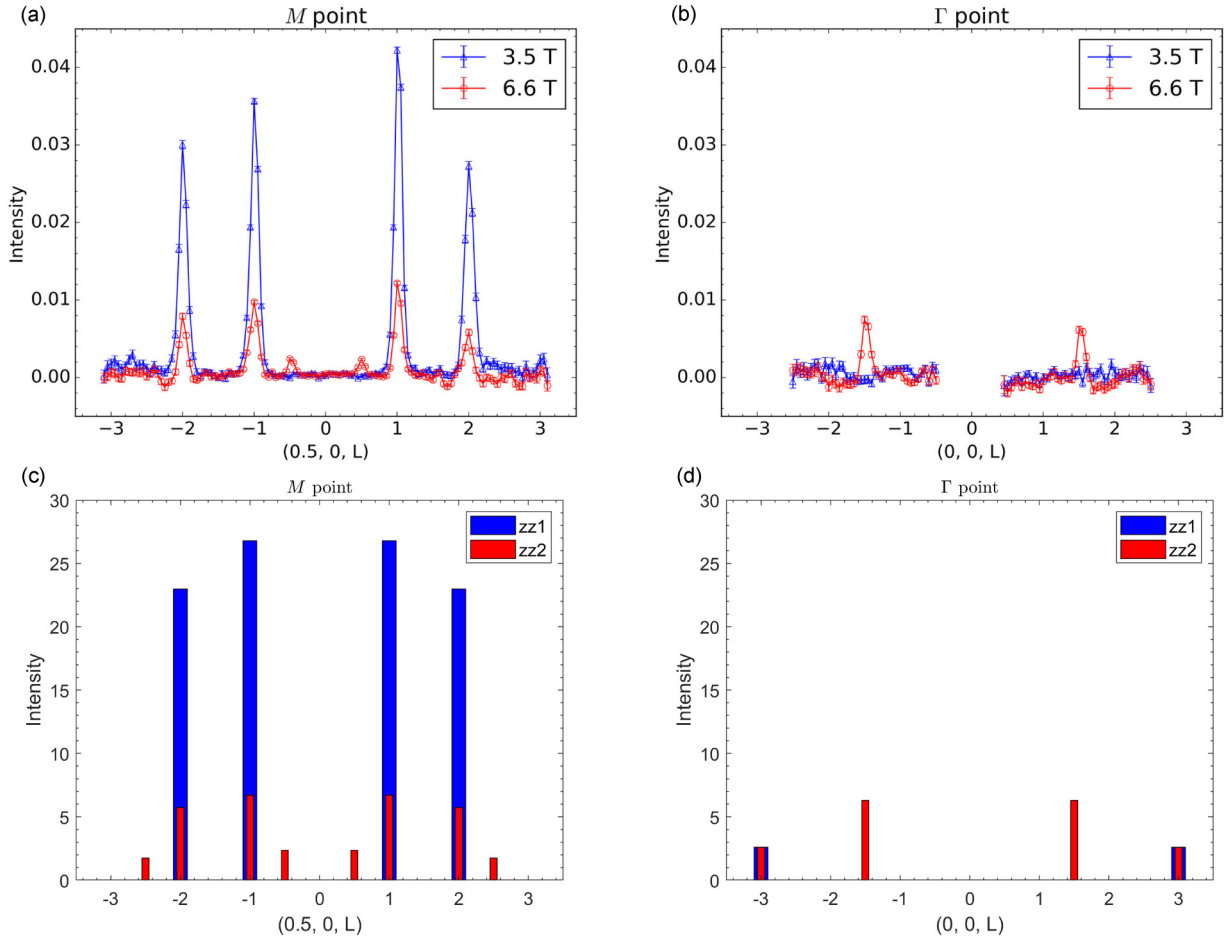 (a)
M point
3.5 T
6.6 T
0.04
0.03
0.02
0.01
0.00
Intensity
−3 −2 −1 0 1 2 3
(0.5, 0, L)
(b)
Γ point
3.5 T
6.6 T
0.04
0.03
0.02
0.01
0.00
Intensity
−3 −2 −1 0 1 2 3
(0, 0, L)
(c)
M point
zz1
zz2
30
25
20
15
10
5
0
Intensity
-3 -2 -1 0 1 2 3
(0.5, 0, L)
(d)
Γ point
zz1
zz2
30
25
20
15
10
5
0
Intensity
-3 -2 -1 0 1 2 3
(0, 0, L)